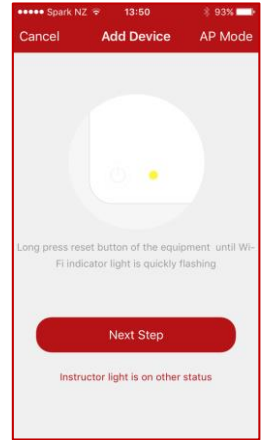 Spark NZ 13:50 93%
Cancel Add Device AP Mode
Long press reset button of the equipment until Wi-
Fi indicator light is quickly flashing
Next Step
Instructor light is on other status